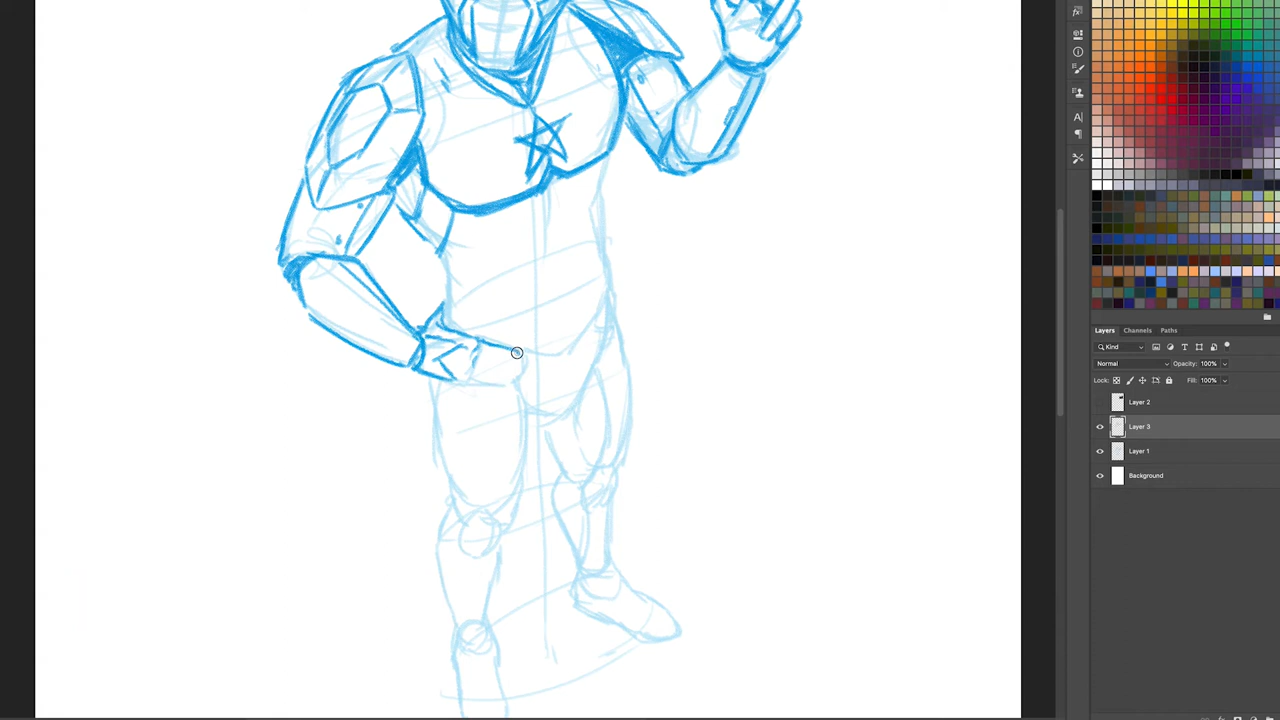 Layers Channels Paths
Kind
Normal Opacity: 100%
Lock: Fill: 100%
Layer 2
Layer 3
Layer 1
Background